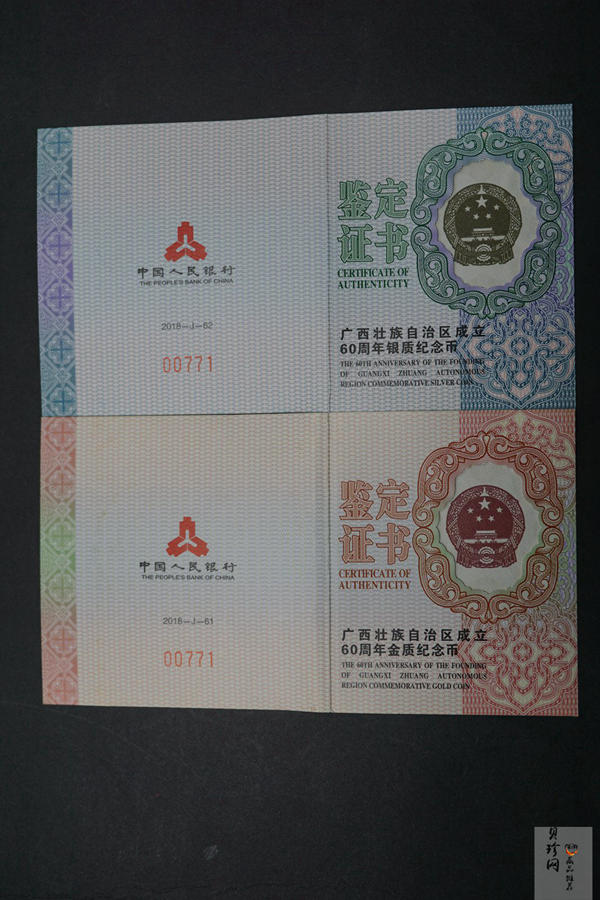 中国人民银行
THE PEOPLE'S BANK OF CHINA
2018-J-62
00771
鉴定
证书
CERTIFICATE OF
AUTHENTICITY
广西壮族自治区成立
60周年银质纪念币
THE 60TH ANNIVERSARY OF THE FOUNDING
OF GUANGXI ZHUANG AUTONOMOUS
REGION COMMEMORATIVE SILVER COIN
中国人民银行
THE PEOPLE'S BANK OF CHINA
2018-J-61
00771
鉴定
证书
CERTIFICATE OF
AUTHENTICITY
广西壮族自治区成立
60周年金质纪念币
THE 60TH ANNIVERSARY OF THE FOUNDING
OF GUANGXI ZHUANG AUTONOMOUS
REGION COMMEMORATIVE GOLD COIN
贝珍网